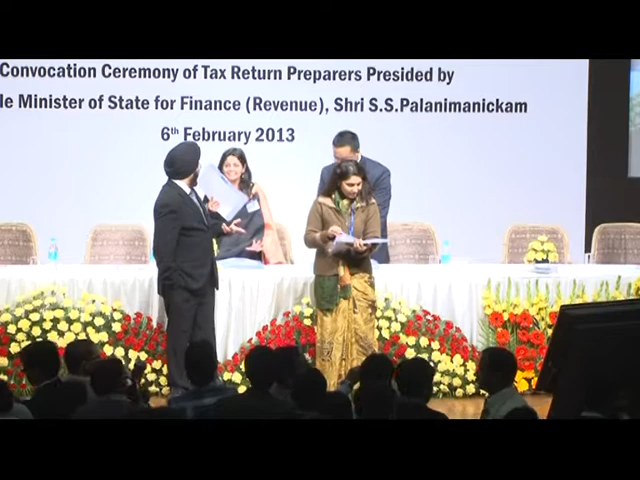 Convocation Ceremony of Tax Return Preparers Presided by
le Minister of State for Finance (Revenue), Shri S.S.Palanimanickam
6th February 2013